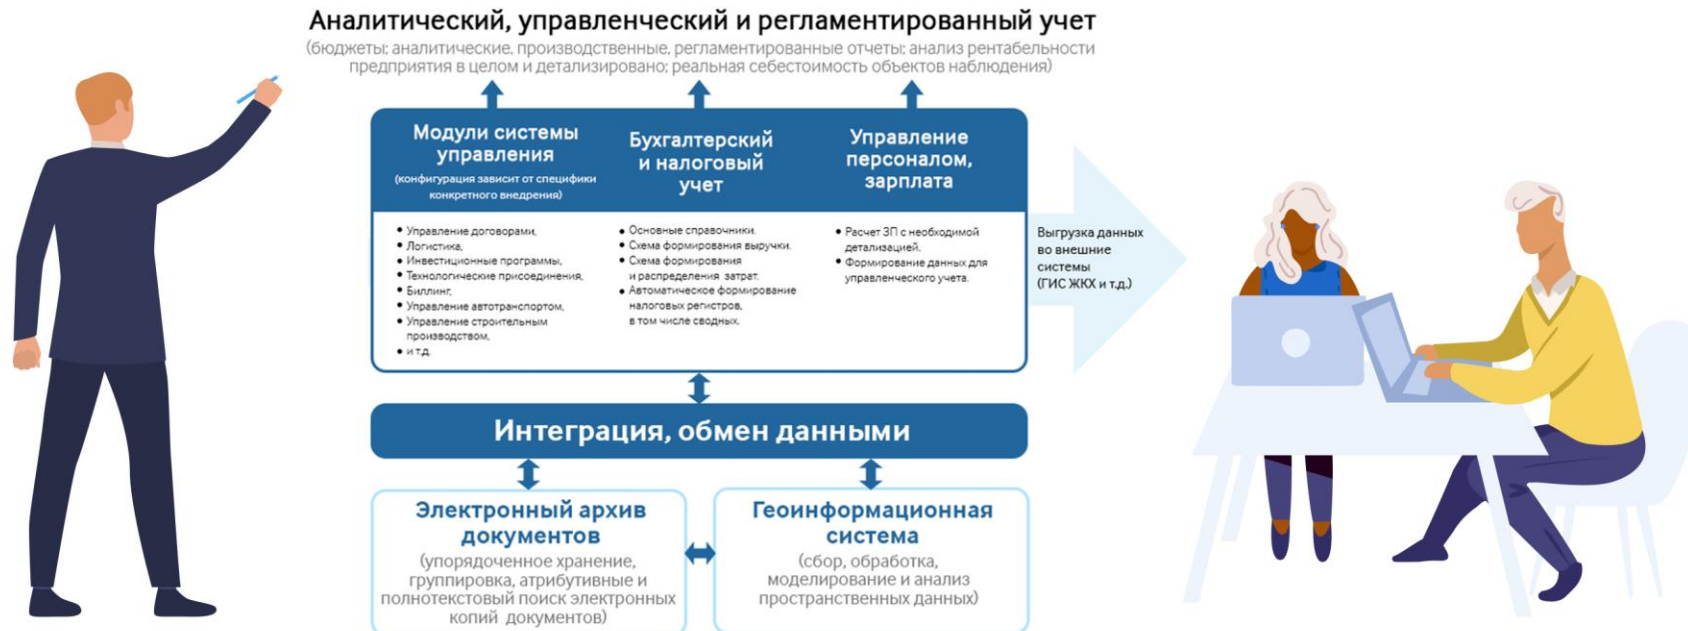 Аналитический, управленческий и регламентированный учет
(бюджеты; аналитические, производственные, регламентированные отчеты; анализ рентабельности
предприятия в целом и детализировано; реальная себестоимость объектов наблюдения)
Модули системы
управления
(конфигурация зависит от специфики
конкретного внедрения)
• Управление договорами,
• Логистика,
• Инвестиционные программы,
• Технологические присоединения,
• Биллинг,
• Управление автотранспортом,
• Управление строительным
производством,
• и т.д.
Бухгалтерский
и налоговый
учет
• Основные справочники.
• Схема формирования выручки.
• Схема формирования
и распределения затрат.
• Автоматическое формирование
налоговых регистров,
в том числе сводных.
Управление
персоналом,
зарплата
• Расчет ЗП с необходимой
детализацией.
• Формирование данных для
управленческого учета.
Выгрузка данных
во внешние
системы
(ГИС ЖКХ и т.д.)
Интеграция, обмен данными
Электронный архив
документов
(упорядоченное хранение,
группировка, атрибутивные и
полнотекстовый поиск электронных
копий документов)
Геоинформационная
система
(сбор, обработка,
моделирование и анализ
пространственных данных)